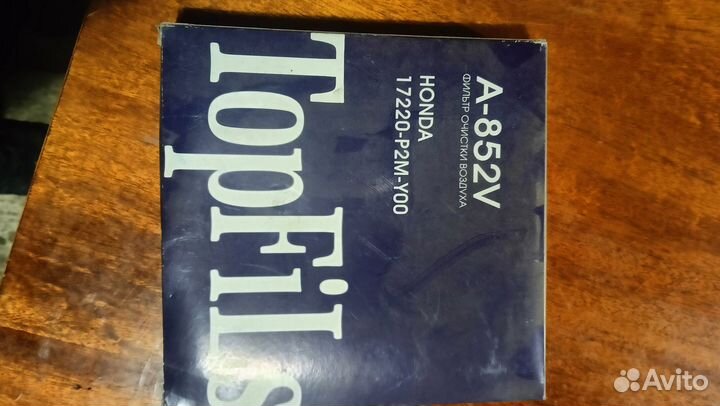 A-852V
ФИЛЬТР ОЧИСТКИ ВОЗДУХА
HONDA
17220-P2M-Y00
TopFils
Avito